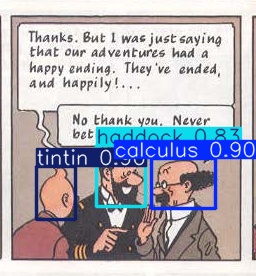 Thanks. But I was just saying
that our adventures had a
happy ending. They've ended,
and happily!...
No thank you. Never
bet
haddock 0.83
calculus 0.90
tintin 0.90